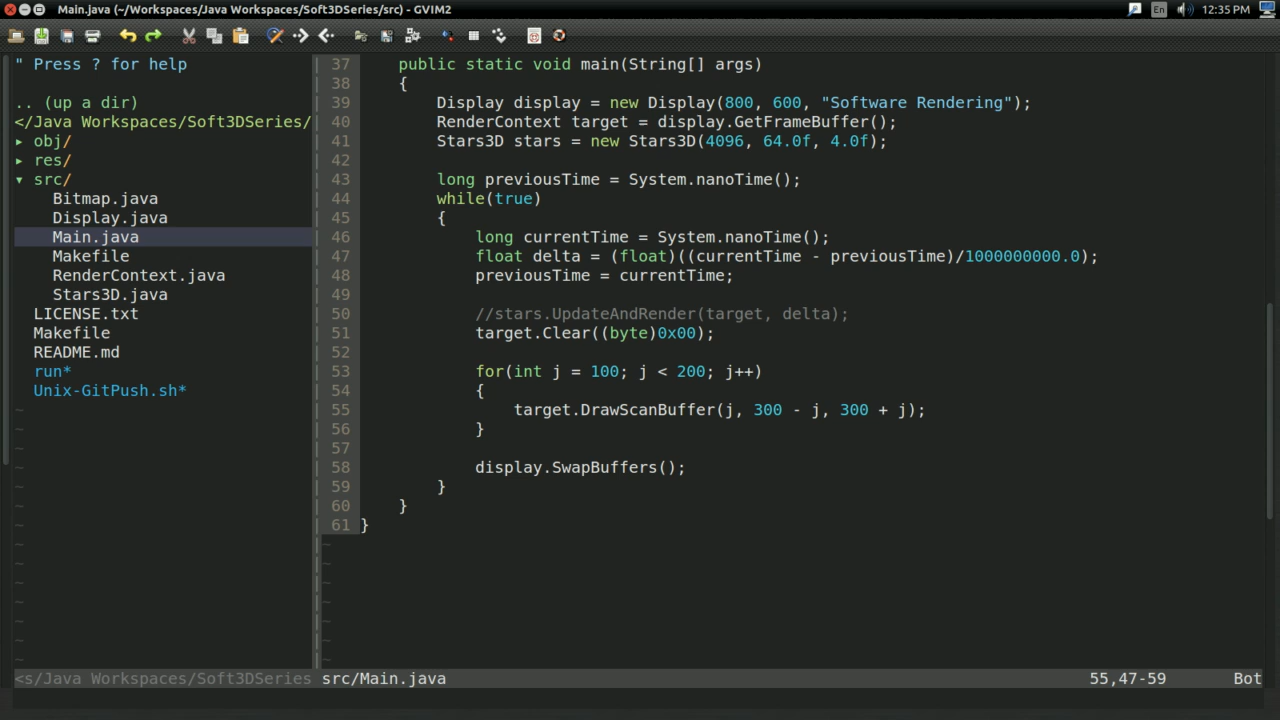 Main.java (~/Workspaces/Java Workspaces/Soft3DSeries/src) - GVIM2
En
12:35 PM
" Press ? for help
.. (up a dir)
</Java Workspaces/Soft3DSeries/
▸ obj/
▸ res/
▾ src/
Bitmap.java
Display.java
Main.java
Makefile
RenderContext.java
Stars3D.java
LICENSE.txt
Makefile
README.md
run*
Unix-GitPush.sh*
37 public static void main(String[] args)
38 {
39 Display display = new Display(800, 600, "Software Rendering");
40 RenderContext target = display.GetFrameBuffer();
41 Stars3D stars = new Stars3D(4096, 64.0f, 4.0f);
42
43 long previousTime = System.nanoTime();
44 while(true)
45 {
46 long currentTime = System.nanoTime();
47 float delta = (float)((currentTime - previousTime)/1000000000.0);
48 previousTime = currentTime;
49
50 //stars.UpdateAndRender(target, delta);
51 target.Clear((byte)0x00);
52
53 for(int j = 100; j < 200; j++)
54 {
55 target.DrawScanBuffer(j, 300 - j, 300 + j);
56 }
57
58 display.SwapBuffers();
59 }
60 }
61 }
<s/Java Workspaces/Soft3DSeries src/Main.java 55,47-59 Bot